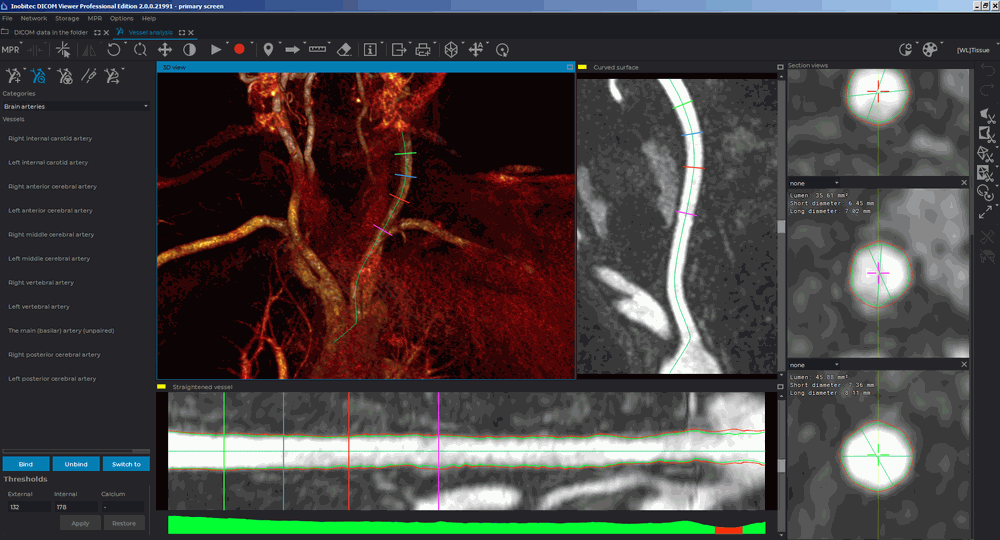 Inobitec DICOM Viewer Professional Edition 2.0.0.21991 - primary screen
File Network Storage MPR Options Help
DICOM data in the folder Vessel analysis
MPR [WL]Tissue
Categories
Brain arteries
Vessels
Right internal carotid artery
Left internal carotid artery
Right anterior cerebral artery
Left anterior cerebral artery
Right middle cerebral artery
Left middle cerebral artery
Right vertebral artery
Left vertebral artery
The main (basilar) artery (unpaired)
Right posterior cerebral artery
Left posterior cerebral artery
Bind Unbind Switch to
Thresholds
External Internal Calcium
132 178 -
Apply Restore
3D view
Curved surface
Straightened vessel
Section views
none
Lumen: 35.61 mm²
Short diameter: 6.45 mm
Long diameter: 7.02 mm
none
Lumen: 45.88 mm²
Short diameter: 7.36 mm
Long diameter: 8.11 mm